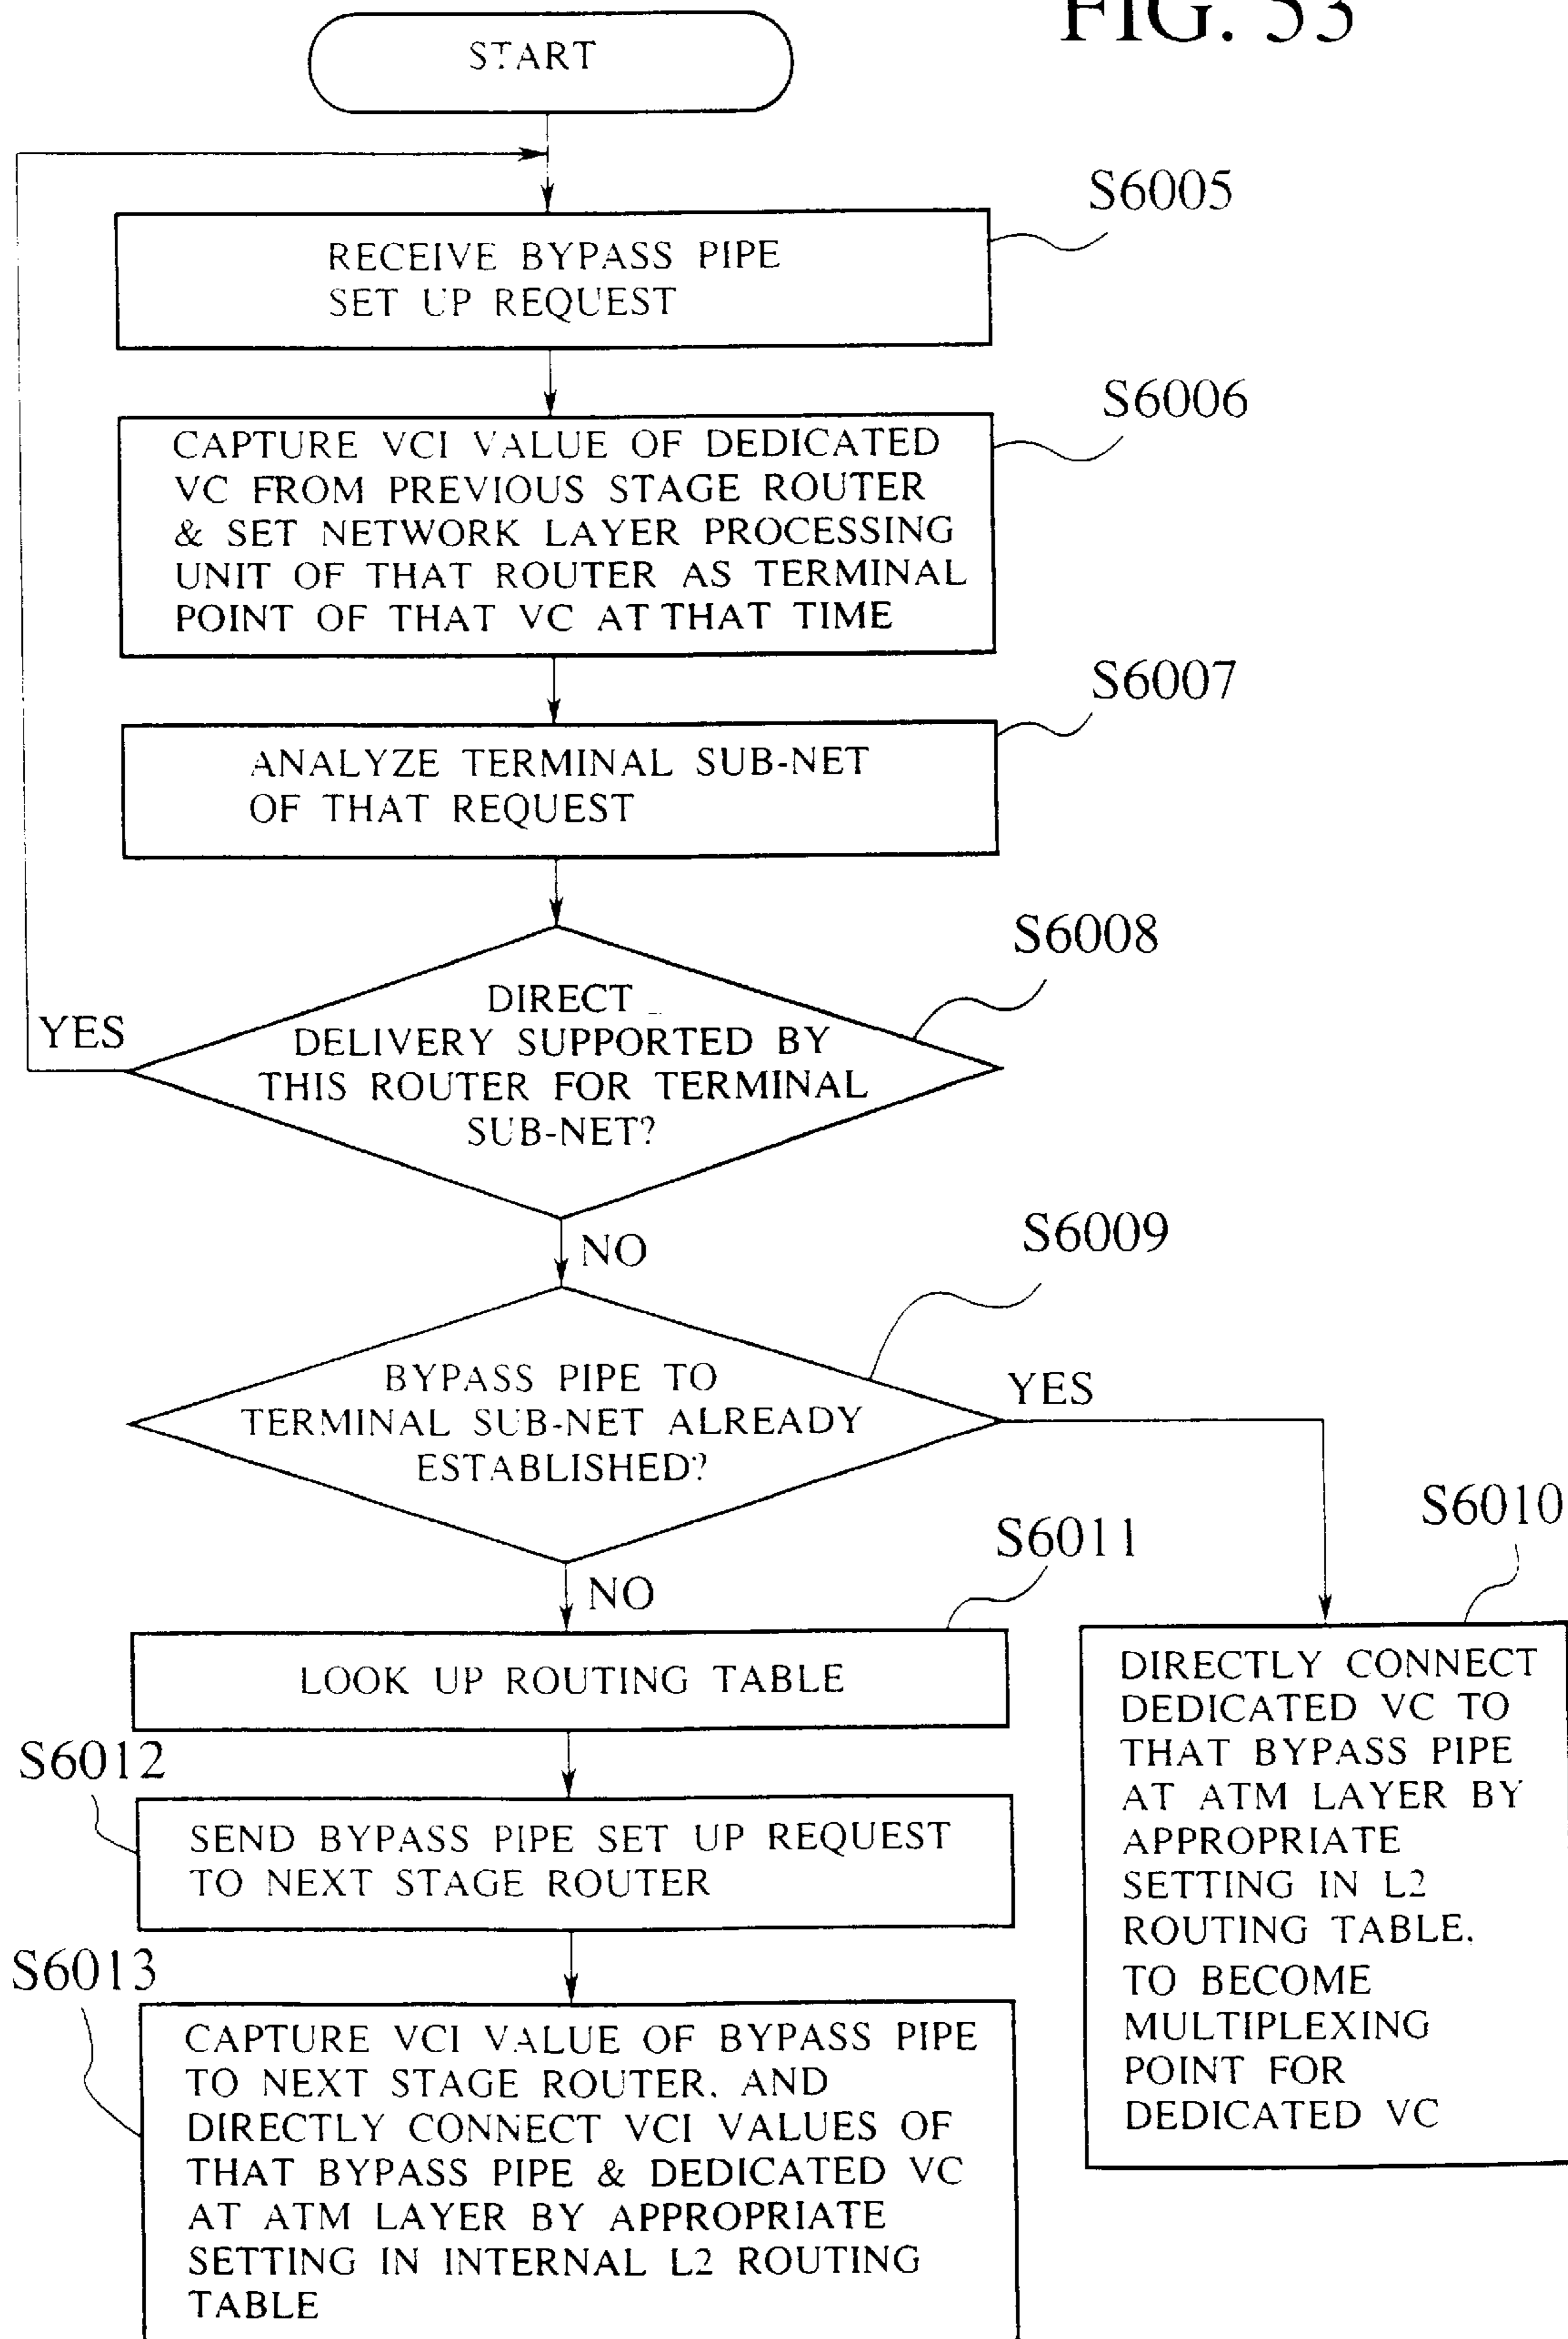 FIG. 53
START
S6005
RECEIVE BYPASS PIPE
SET UP REQUEST
S6006
CAPTURE VCI VALUE OF DEDICATED
VC FROM PREVIOUS STAGE ROUTER
& SET NETWORK LAYER PROCESSING
UNIT OF THAT ROUTER AS TERMINAL
POINT OF THAT VC AT THAT TIME
S6007
ANALYZE TERMINAL SUB-NET
OF THAT REQUEST
S6008
DIRECT
DELIVERY SUPPORTED BY
THIS ROUTER FOR TERMINAL
SUB-NET?
YES
NO
S6009
BYPASS PIPE TO
TERMINAL SUB-NET ALREADY
ESTABLISHED?
YES
NO
S6010
DIRECTLY CONNECT
DEDICATED VC TO
THAT BYPASS PIPE
AT ATM LAYER BY
APPROPRIATE
SETTING IN L2
ROUTING TABLE.
TO BECOME
MULTIPLEXING
POINT FOR
DEDICATED VC
S6011
LOOK UP ROUTING TABLE
S6012
SEND BYPASS PIPE SET UP REQUEST
TO NEXT STAGE ROUTER
S6013
CAPTURE VCI VALUE OF BYPASS PIPE
TO NEXT STAGE ROUTER. AND
DIRECTLY CONNECT VCI VALUES OF
THAT BYPASS PIPE & DEDICATED VC
AT ATM LAYER BY APPROPRIATE
SETTING IN INTERNAL L2 ROUTING
TABLE